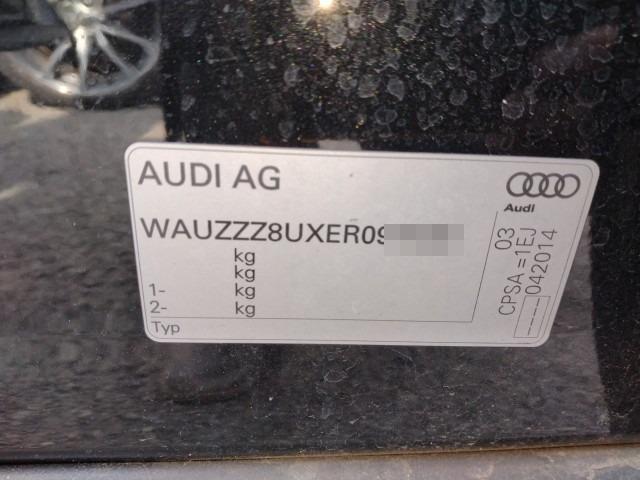 AUDI AG
Audi
WAUZZZ8UXER09
kg
kg
1- kg
2- kg
Typ
03
CPSA =1EJ
-----042014